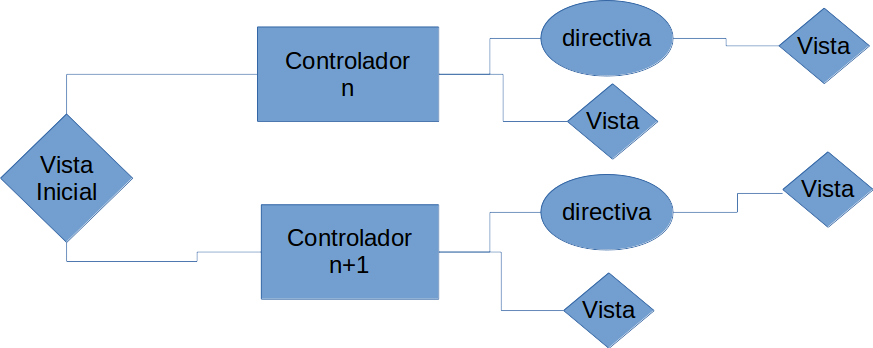 Vista
Inicial
Controlador
n
directiva
Vista
Vista
Controlador
n+1
directiva
Vista
Vista